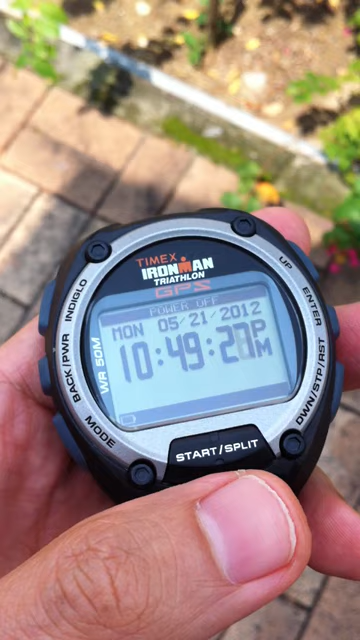 TIMEX
IRONMAN
TRIATHLON
GPS
POWER OFF
MON 05/21/2012
10:49:27 PM
WR 50M
INDIGLO
BACK/PWR
MODE
UP
ENTER
DWN/STP/RST
START/SPLIT